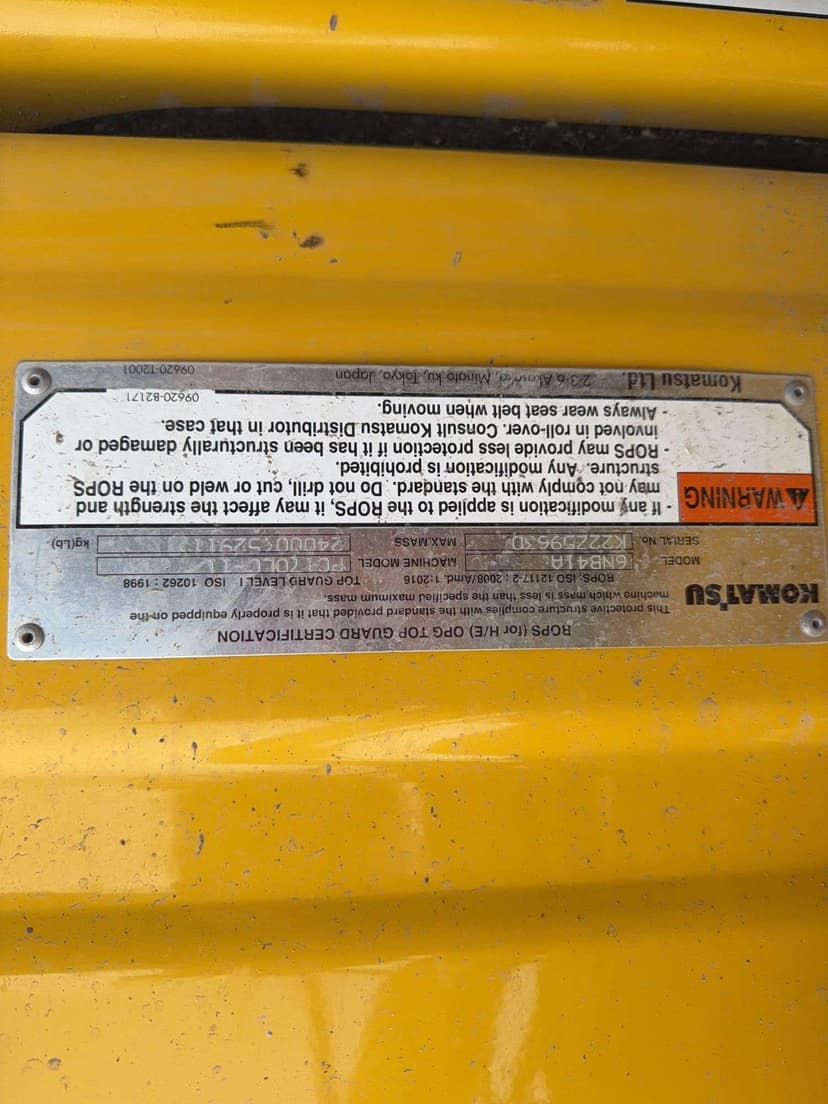 ROPS (for H/E) OPG TOP GUARD CERTIFICATION
This protective structure complies with the standard provided that it is properly equipped on the
machine which mass is less than the specified maximum mass.
KOMATSU
ROPS: ISO 12117-2 : 2008/Amd. 1:2016 TOP GUARD LEVEL I ISO 10262 : 1998
MODEL 6NB41A MACHINE MODEL PC170LC-11
SERIAL No. K22Z59630 MAX.MASS 24000(52911) kg(Lb)
WARNING
- If any modification is applied to the ROPS, it may affect the strength and
may not comply with the standard. Do not drill, cut or weld on the ROPS
structure. Any modification is prohibited.
- ROPS may provide less protection if it has been structurally damaged or
involved in roll-over. Consult Komatsu Distributor in that case.
- Always wear seat belt when moving.
09620-B2171
Komatsu Ltd. 2-3-6 Akasaka, Minato-ku, Tokyo, Japan
09620-T2001